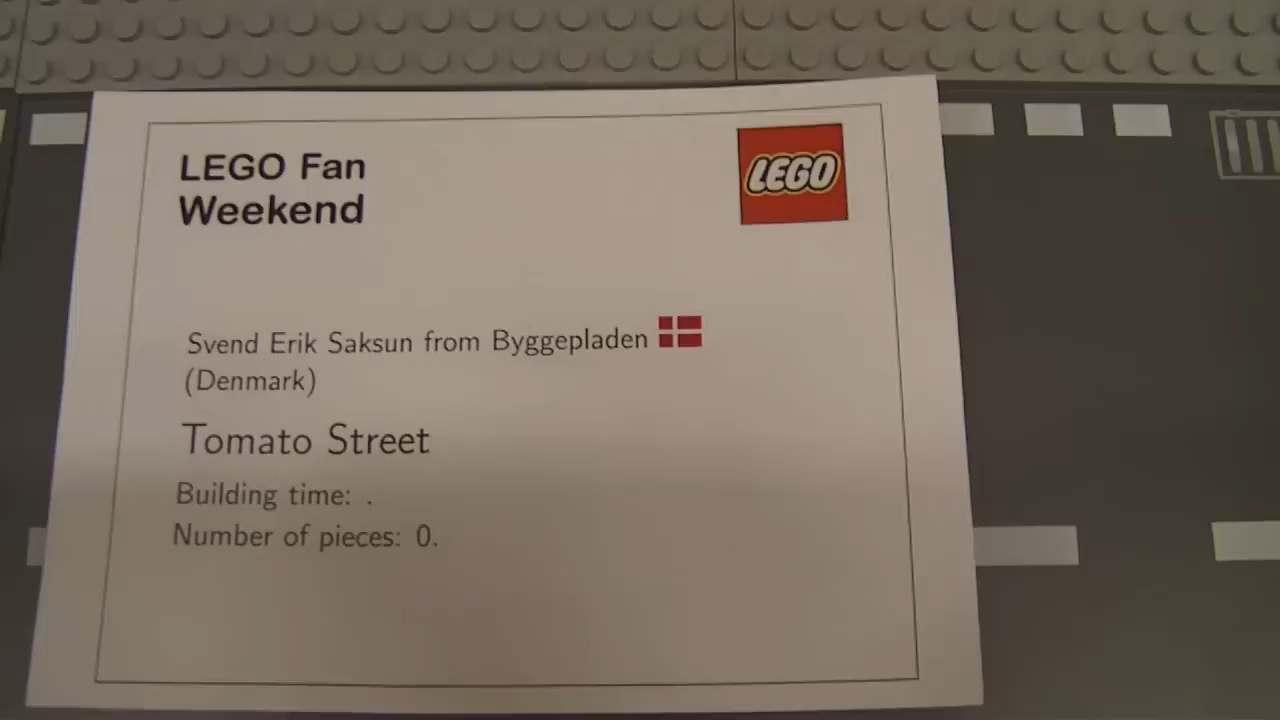 LEGO Fan
Weekend
LEGO
Svend Erik Saksun from Byggepladen
(Denmark)
Tomato Street
Building time: .
Number of pieces: 0.